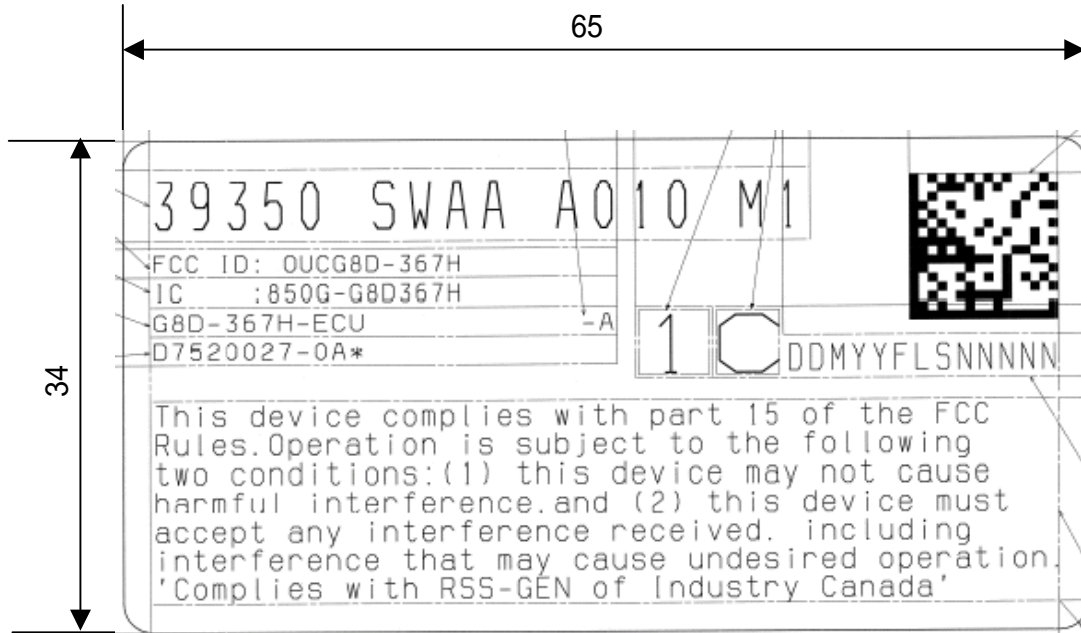 65
34
39350 SWAA A010 M1
FCC ID: OUCG8D-367H
IC :850G-G8D367H
G8D-367H-ECU -A
D7520027-0A*
1
DDMYYFLSNNNNN
This device complies with part 15 of the FCC
Rules.Operation is subject to the following
two conditions:(1) this device may not cause
harmful interference.and (2) this device must
accept any interference received. including
interference that may cause undesired operation.
'Complies with RSS-GEN of Industry Canada'